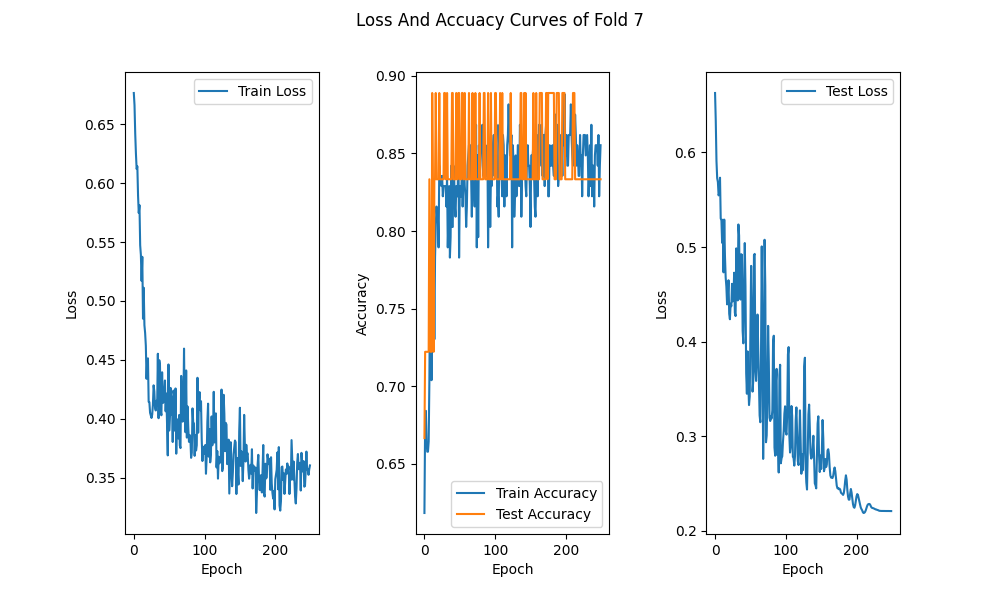 Loss And Accuacy Curves of Fold 7
Train Loss
Loss
0.65
0.60
0.55
0.50
0.45
0.40
0.35
0
100
200
Epoch
Accuracy
0.90
0.85
0.80
0.75
0.70
0.65
Train Accuracy
Test Accuracy
0
100
200
Epoch
Test Loss
Loss
0.6
0.5
0.4
0.3
0.2
0
100
200
Epoch